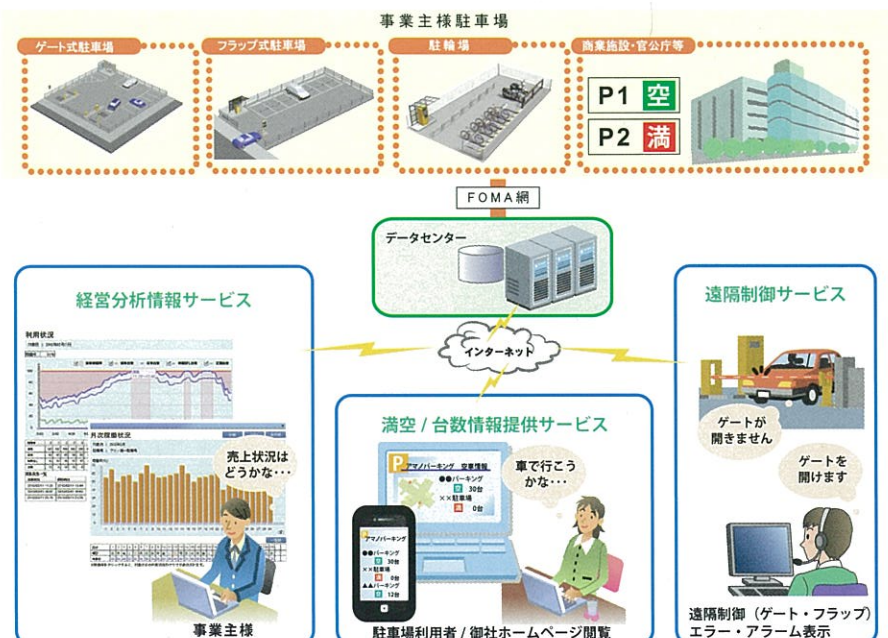 事業主様駐車場
ゲート式駐車場
フラップ式駐車場
駐輪場
商業施設・官公庁等
P1 空
P2 満
FOMA網
データセンター
インターネット
経営分析情報サービス
利用状況
月次稼働状況
売上状況は
どうかな・・・
事業主様
満空 / 台数情報提供サービス
P
アマノパーキング 空車情報
●●パーキング
空 30台
××駐車場
満 0台
P
アマノパーキング
●●パーキング
空 30台
××駐車場
満 0台
▲▲パーキング
空 12台
車で行こう
かな・・・
駐車場利用者 / 御社ホームページ閲覧
遠隔制御サービス
ゲートが
開きません
ゲートを
開けます
遠隔制御（ゲート・フラップ）
エラー・アラーム表示